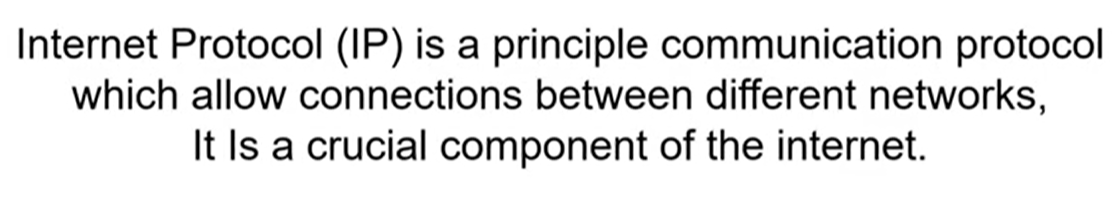 Internet Protocol (IP) is a principle communication protocol
which allow connections between different networks,
It Is a crucial component of the internet.